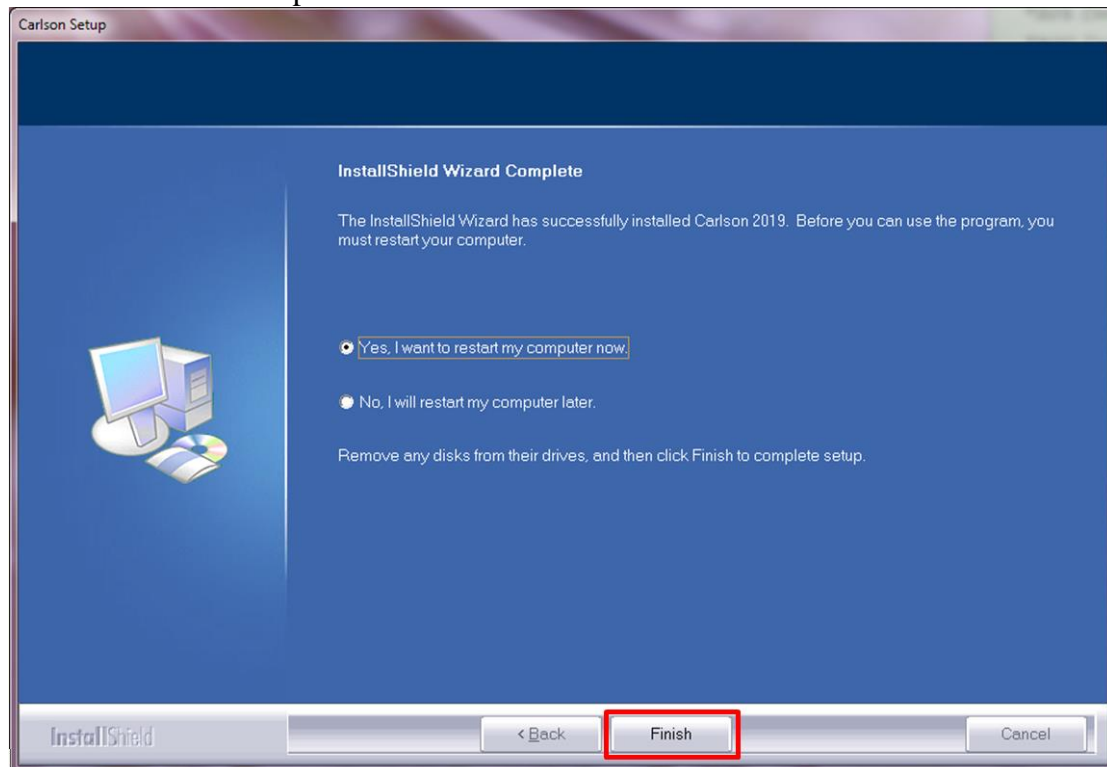 Carlson Setup
InstallShield Wizard Complete
The InstallShield Wizard has successfully installed Carlson 2019.  Before you can use the program, you
must restart your computer.
Yes, I want to restart my computer now.
No, I will restart my computer later.
Remove any disks from their drives, and then click Finish to complete setup.
InstallShield
< Back
Finish
Cancel